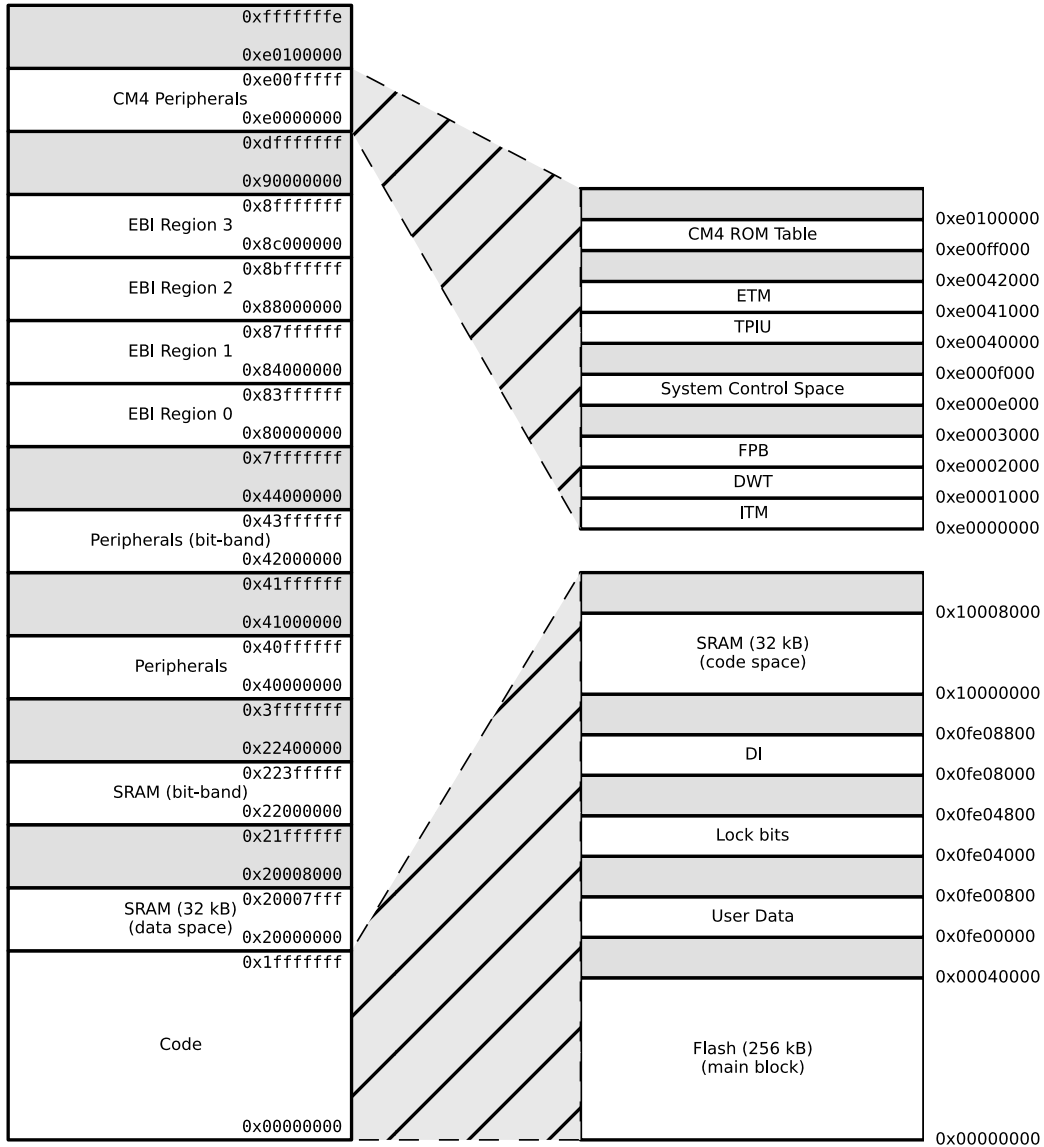 0xfffffffe
0xe0100000
0xe00fffff
CM4 Peripherals
0xe0000000
0xdfffffff
0x90000000
0x8fffffff
EBI Region 3
0x8c000000
0x8bffffff
EBI Region 2
0x88000000
0x87ffffff
EBI Region 1
0x84000000
0x83ffffff
EBI Region 0
0x80000000
0x7fffffff
0x44000000
0x43ffffff
Peripherals (bit-band)
0x42000000
0x41ffffff
0x41000000
0x40ffffff
Peripherals
0x40000000
0x3fffffff
0x22400000
0x223fffff
SRAM (bit-band)
0x22000000
0x21ffffff
0x20008000
0x20007fff
SRAM (32 kB)
(data space)
0x20000000
0x1fffffff
Code
0x00000000
0xe0100000
CM4 ROM Table
0xe00ff000
0xe0042000
ETM
0xe0041000
TPIU
0xe0040000
0xe000f000
System Control Space
0xe000e000
0xe0003000
FPB
0xe0002000
DWT
0xe0001000
ITM
0xe0000000
0x10008000
SRAM (32 kB)
(code space)
0x10000000
0x0fe08800
DI
0x0fe08000
0x0fe04800
Lock bits
0x0fe04000
0x0fe00800
User Data
0x0fe00000
0x00040000
Flash (256 kB)
(main block)
0x00000000